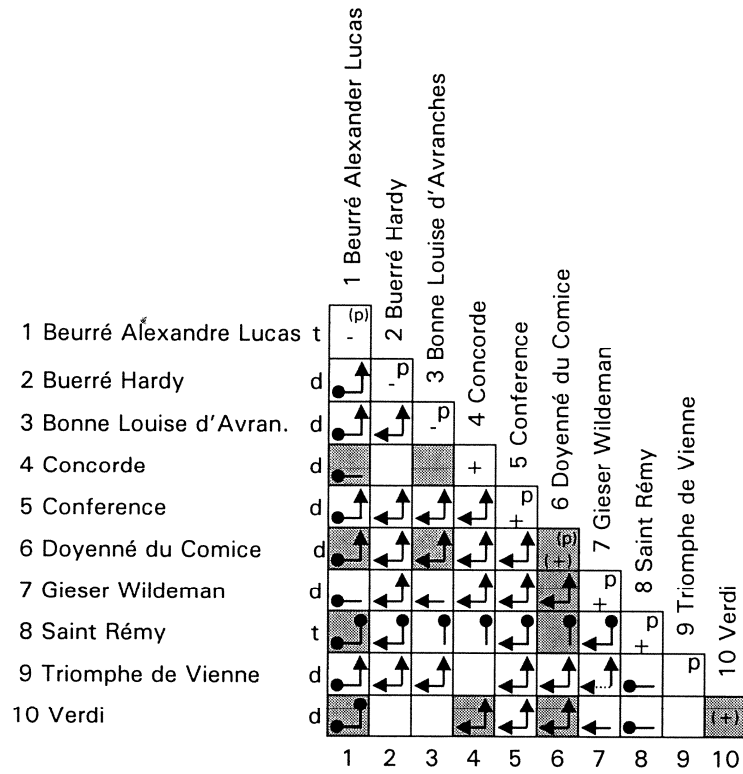 1 Beurré Alexander Lucas
2 Buerré Hardy
3 Bonne Louise d'Avranches
4 Concorde
5 Conference
6 Doyenné du Comice
7 Gieser Wildeman
8 Saint Rémy
9 Triomphe de Vienne
10 Verdi
1 Beurré Alexandre Lucas t - (p)
2 Buerré Hardy d - p
3 Bonne Louise d'Avran. d - p
4 Concorde d +
5 Conference d + p
6 Doyenné du Comice d (+) (p)
7 Gieser Wildeman d + p
8 Saint Rémy t + p
9 Triomphe de Vienne d p
10 Verdi d (+)
1 2 3 4 5 6 7 8 9 10